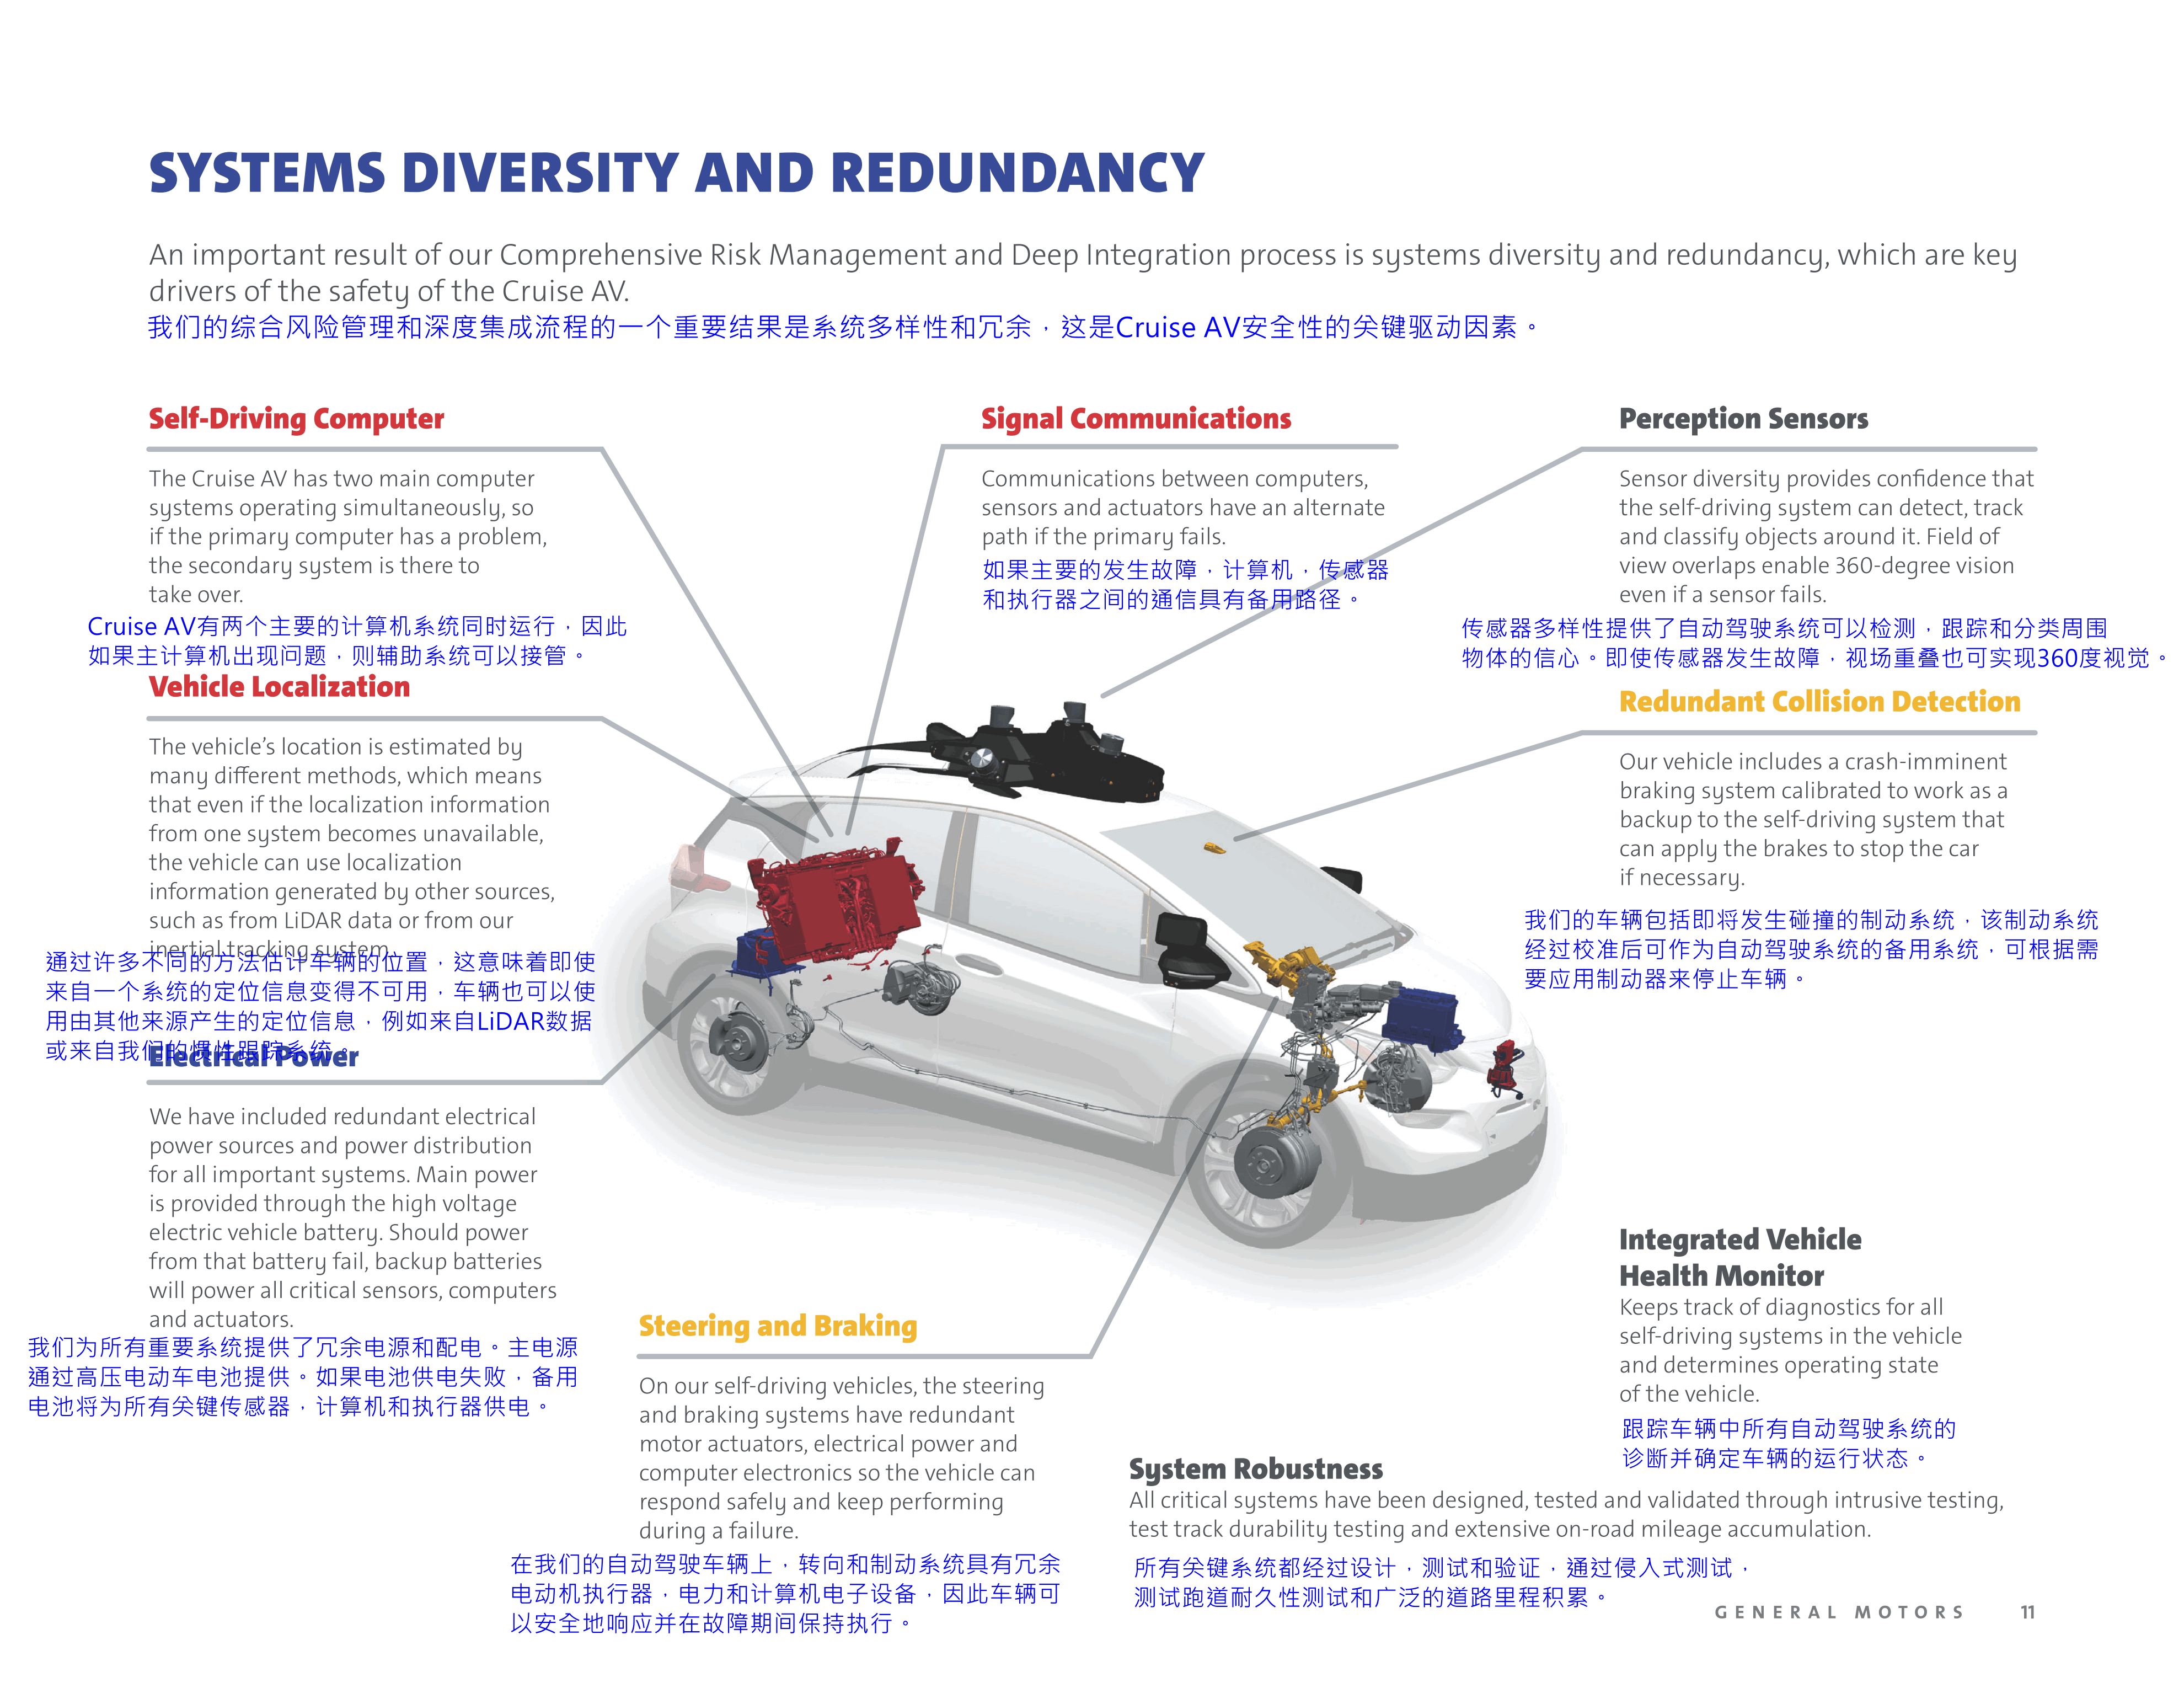 SYSTEMS DIVERSITY AND REDUNDANCY
An important result of our Comprehensive Risk Management and Deep Integration process is systems diversity and redundancy, which are key
drivers of the safety of the Cruise AV.
我们的综合风险管理和深度集成流程的一个重要结果是系统多样性和冗余，这是Cruise AV安全性的关键驱动因素。
Self-Driving Computer
The Cruise AV has two main computer
systems operating simultaneously, so
if the primary computer has a problem,
the secondary system is there to
take over.
Cruise AV有两个主要的计算机系统同时运行，因此
如果主计算机出现问题，则辅助系统可以接管。
Signal Communications
Communications between computers,
sensors and actuators have an alternate
path if the primary fails.
如果主要的发生故障，计算机，传感器
和执行器之间的通信具有备用路径。
Perception Sensors
Sensor diversity provides confidence that
the self-driving system can detect, track
and classify objects around it. Field of
view overlaps enable 360-degree vision
even if a sensor fails.
传感器多样性提供了自动驾驶系统可以检测，跟踪和分类周围
物体的信心。即使传感器发生故障，视场重叠也可实现360度视觉。
Vehicle Localization
The vehicle's location is estimated by
many different methods, which means
that even if the localization information
from one system becomes unavailable,
the vehicle can use localization
information generated by other sources,
such as from LiDAR data or from our
inertial tracking system.
通过许多不同的方法估计车辆的位置，这意味着即使
来自一个系统的定位信息变得不可用，车辆也可以使
用由其他来源产生的定位信息，例如来自LiDAR数据
或来自我们的惯性跟踪系统。
Redundant Collision Detection
Our vehicle includes a crash-imminent
braking system calibrated to work as a
backup to the self-driving system that
can apply the brakes to stop the car
if necessary.
我们的车辆包括即将发生碰撞的制动系统，该制动系统
经过校准后可作为自动驾驶系统的备用系统，可根据需
要应用制动器来停止车辆。
Electrical Power
We have included redundant electrical
power sources and power distribution
for all important systems. Main power
is provided through the high voltage
electric vehicle battery. Should power
from that battery fail, backup batteries
will power all critical sensors, computers
and actuators.
我们为所有重要系统提供了冗余电源和配电。主电源
通过高压电动车电池提供。如果电池供电失败，备用
电池将为所有关键传感器，计算机和执行器供电。
Steering and Braking
On our self-driving vehicles, the steering
and braking systems have redundant
motor actuators, electrical power and
computer electronics so the vehicle can
respond safely and keep performing
during a failure.
在我们的自动驾驶车辆上，转向和制动系统具有冗余
电动机执行器，电力和计算机电子设备，因此车辆可
以安全地响应并在故障期间保持执行。
Integrated Vehicle
Health Monitor
Keeps track of diagnostics for all
self-driving systems in the vehicle
and determines operating state
of the vehicle.
跟踪车辆中所有自动驾驶系统的
诊断并确定车辆的运行状态。
System Robustness
All critical systems have been designed, tested and validated through intrusive testing,
test track durability testing and extensive on-road mileage accumulation.
所有关键系统都经过设计，测试和验证，通过侵入式测试，
测试跑道耐久性测试和广泛的道路里程积累。
GENERAL MOTORS 11